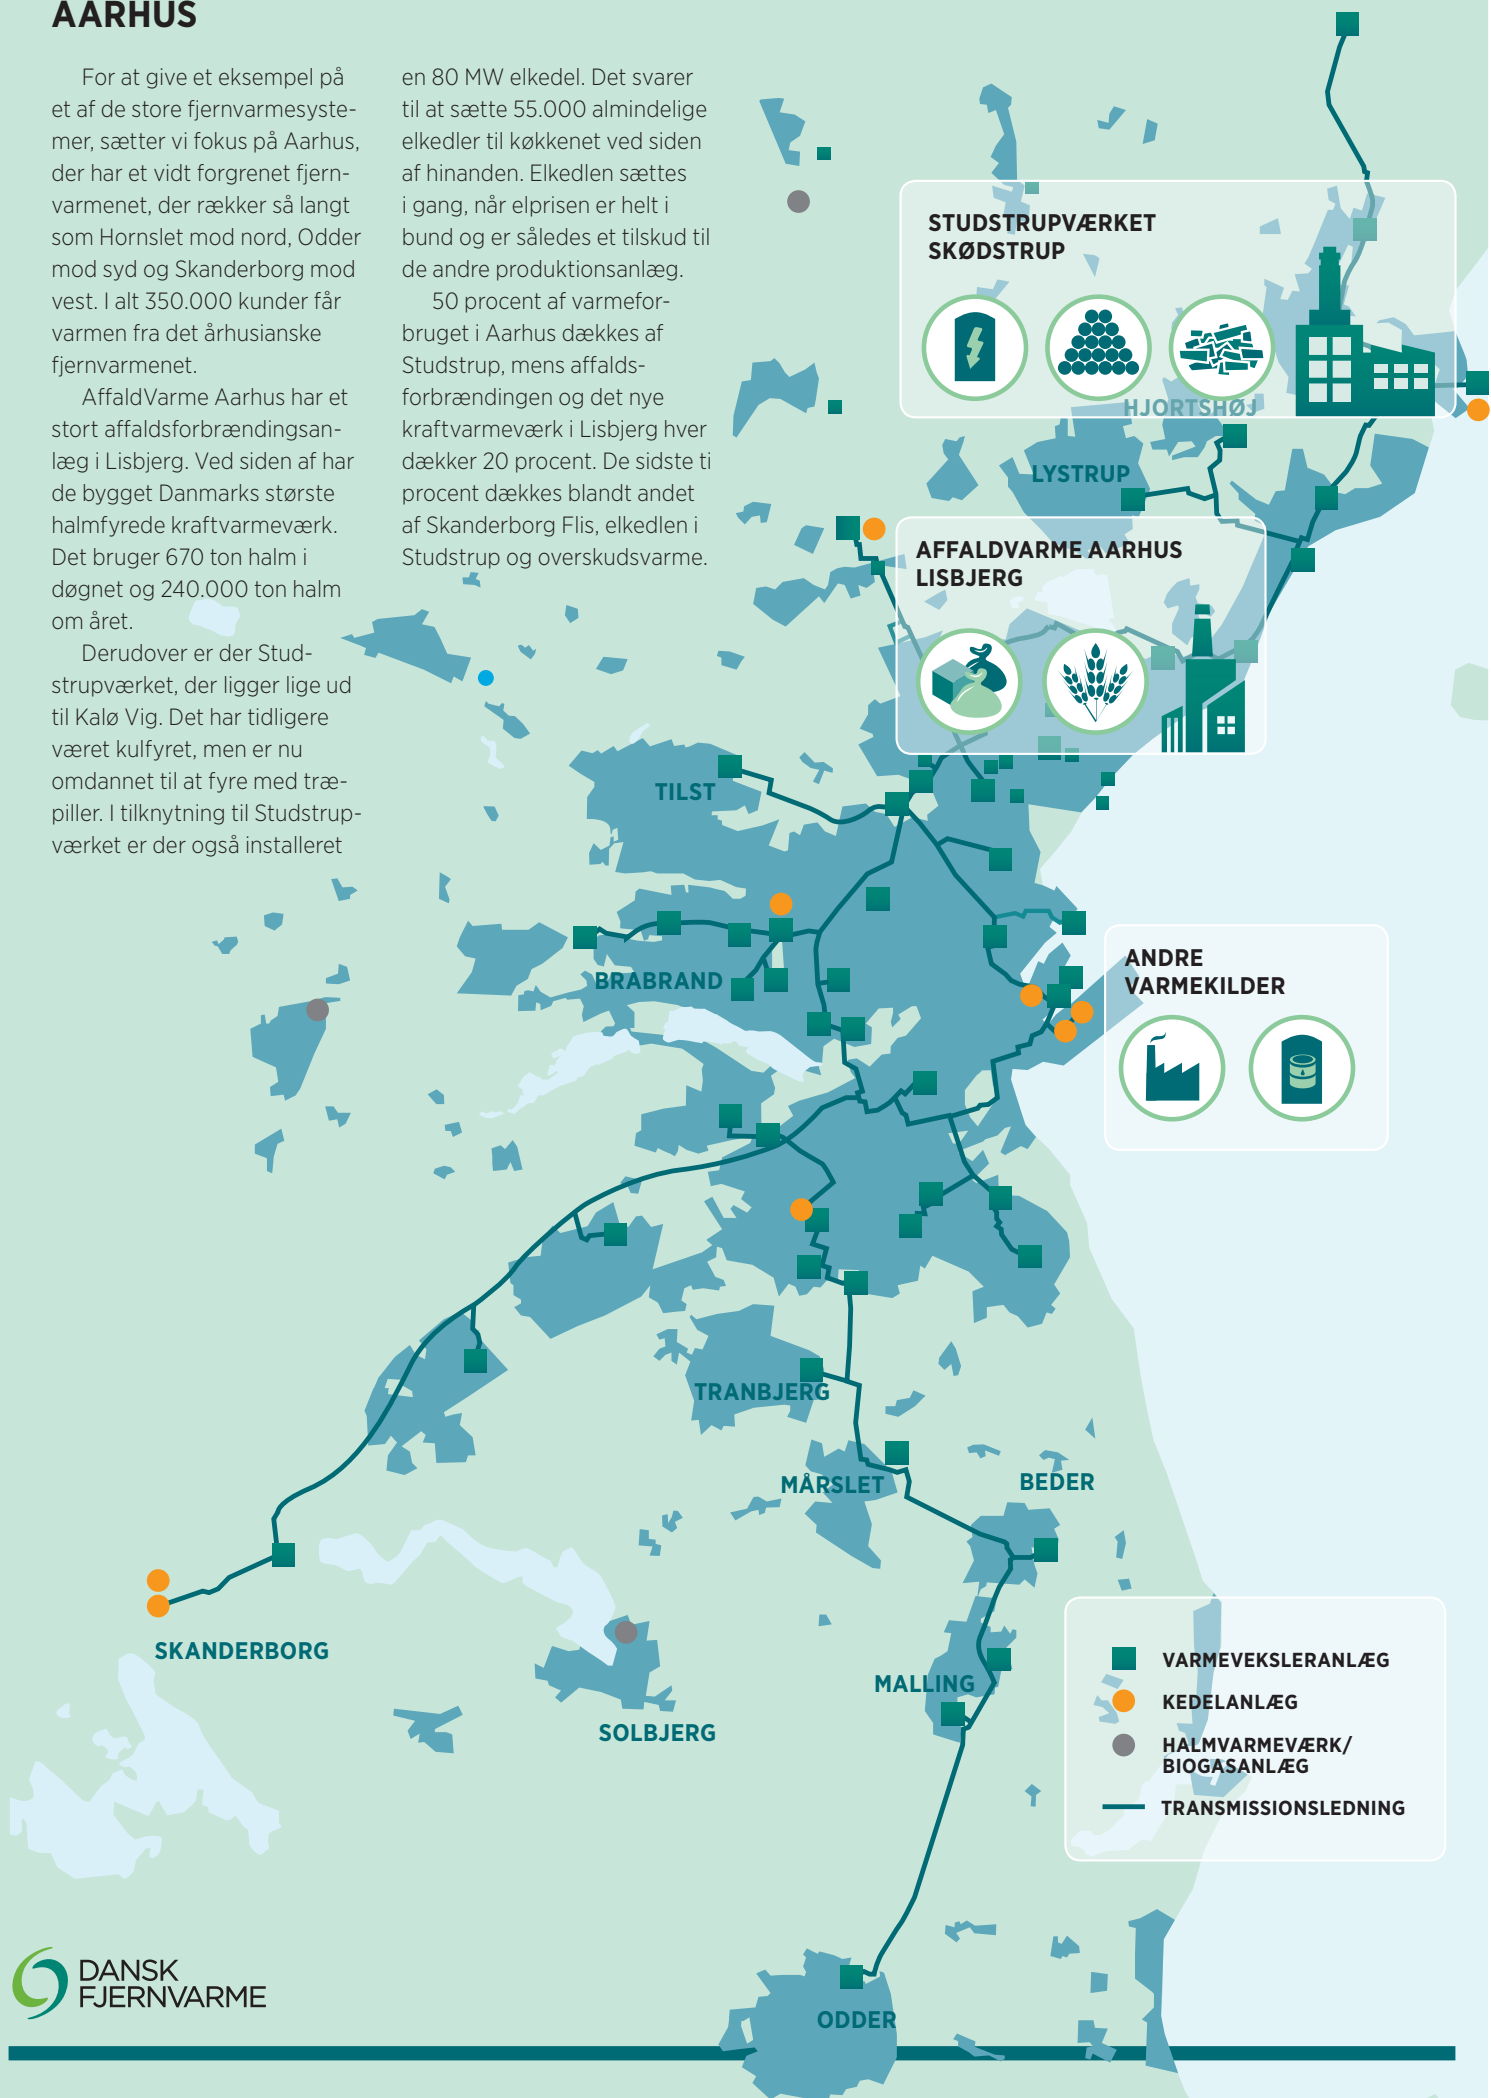 AARHUS
For at give et eksempel på
et af de store fjernvarmesyste-
mer, sætter vi fokus på Aarhus,
der har et vidt forgrenet fjern-
varmenet, der rækker så langt
som Hornslet mod nord, Odder
mod syd og Skanderborg mod
vest. I alt 350.000 kunder får
varmen fra det århusianske
fjernvarmenet.
AffaldVarme Aarhus har et
stort affaldsforbrændingsan-
læg i Lisbjerg. Ved siden af har
de bygget Danmarks største
halmfyrede kraftvarmeværk.
Det bruger 670 ton halm i
døgnet og 240.000 ton halm
om året.
Derudover er der Stud-
strupværket, der ligger lige ud
til Kalø Vig. Det har tidligere
været kulfyret, men er nu
omdannet til at fyre med træ-
piller. I tilknytning til Studstrup-
værket er der også installeret
en 80 MW elkedel. Det svarer
til at sætte 55.000 almindelige
elkedler til køkkenet ved siden
af hinanden. Elkedlen sættes
i gang, når elprisen er helt i
bund og er således et tilskud til
de andre produktionsanlæg.
50 procent af varmefor-
bruget i Aarhus dækkes af
Studstrup, mens affalds-
forbrændingen og det nye
kraftvarmeværk i Lisbjerg hver
dækker 20 procent. De sidste ti
procent dækkes blandt andet
af Skanderborg Flis, elkedlen i
Studstrup og overskudsvarme.
STUDSTRUPVÆRKET
SKØDSTRUP
HJORTSHØJ
LYSTRUP
AFFALDVARME AARHUS
LISBJERG
TILST
BRABRAND
ANDRE
VARMEKILDER
TRANBJERG
MÅRSLET
BEDER
SKANDERBORG
MALLING
SOLBJERG
VARMEVEKSLERANLÆG
KEDELANLÆG
HALMVARMEVÆRK/
BIOGASANLÆG
TRANSMISSIONSLEDNING
DANSK
FJERNVARME
ODDER